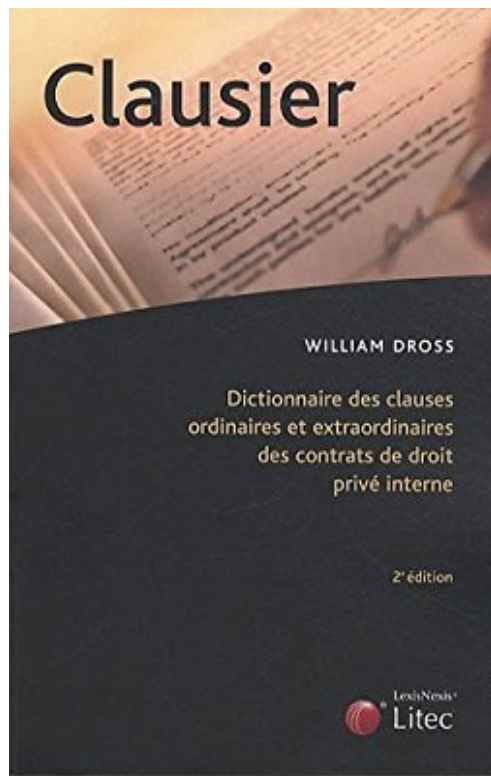 Clausier
WILLIAM DROSS
Dictionnaire des clauses
ordinaires et extraordinaires
des contrats de droit
privé interne
2e édition
LexisNexis®
® Litec